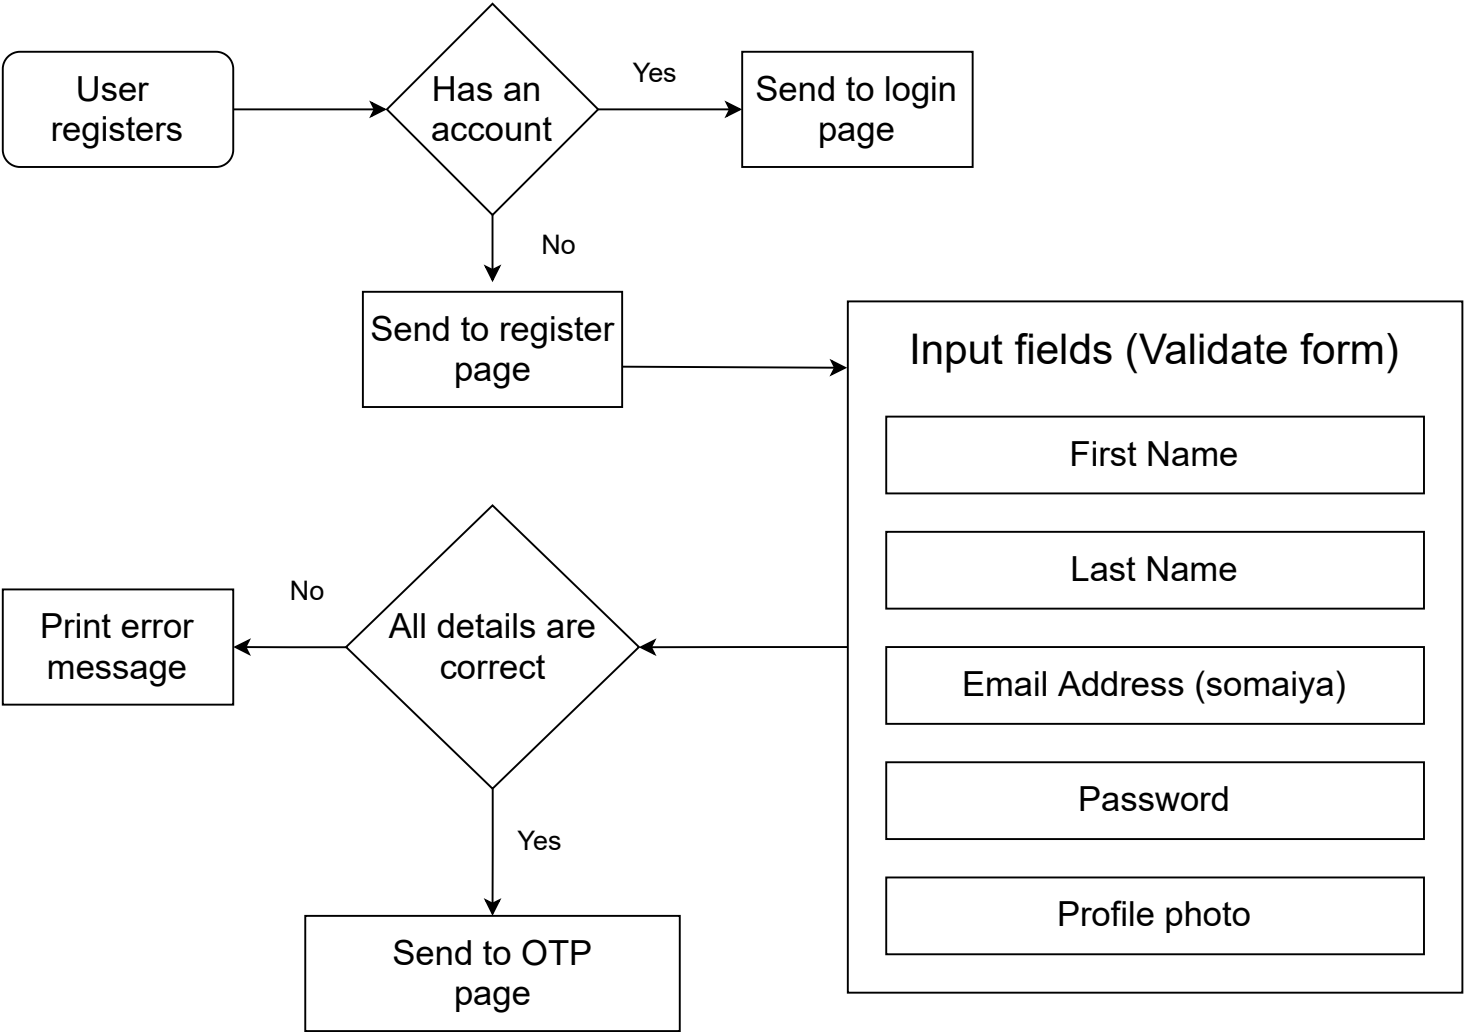 User
registers
Has an
account
Yes
Send to login
page
No
Send to register
page
Input fields (Validate form)
First Name
Last Name
Email Address (somaiya)
Password
Profile photo
All details are
correct
No
Print error
message
Yes
Send to OTP
page